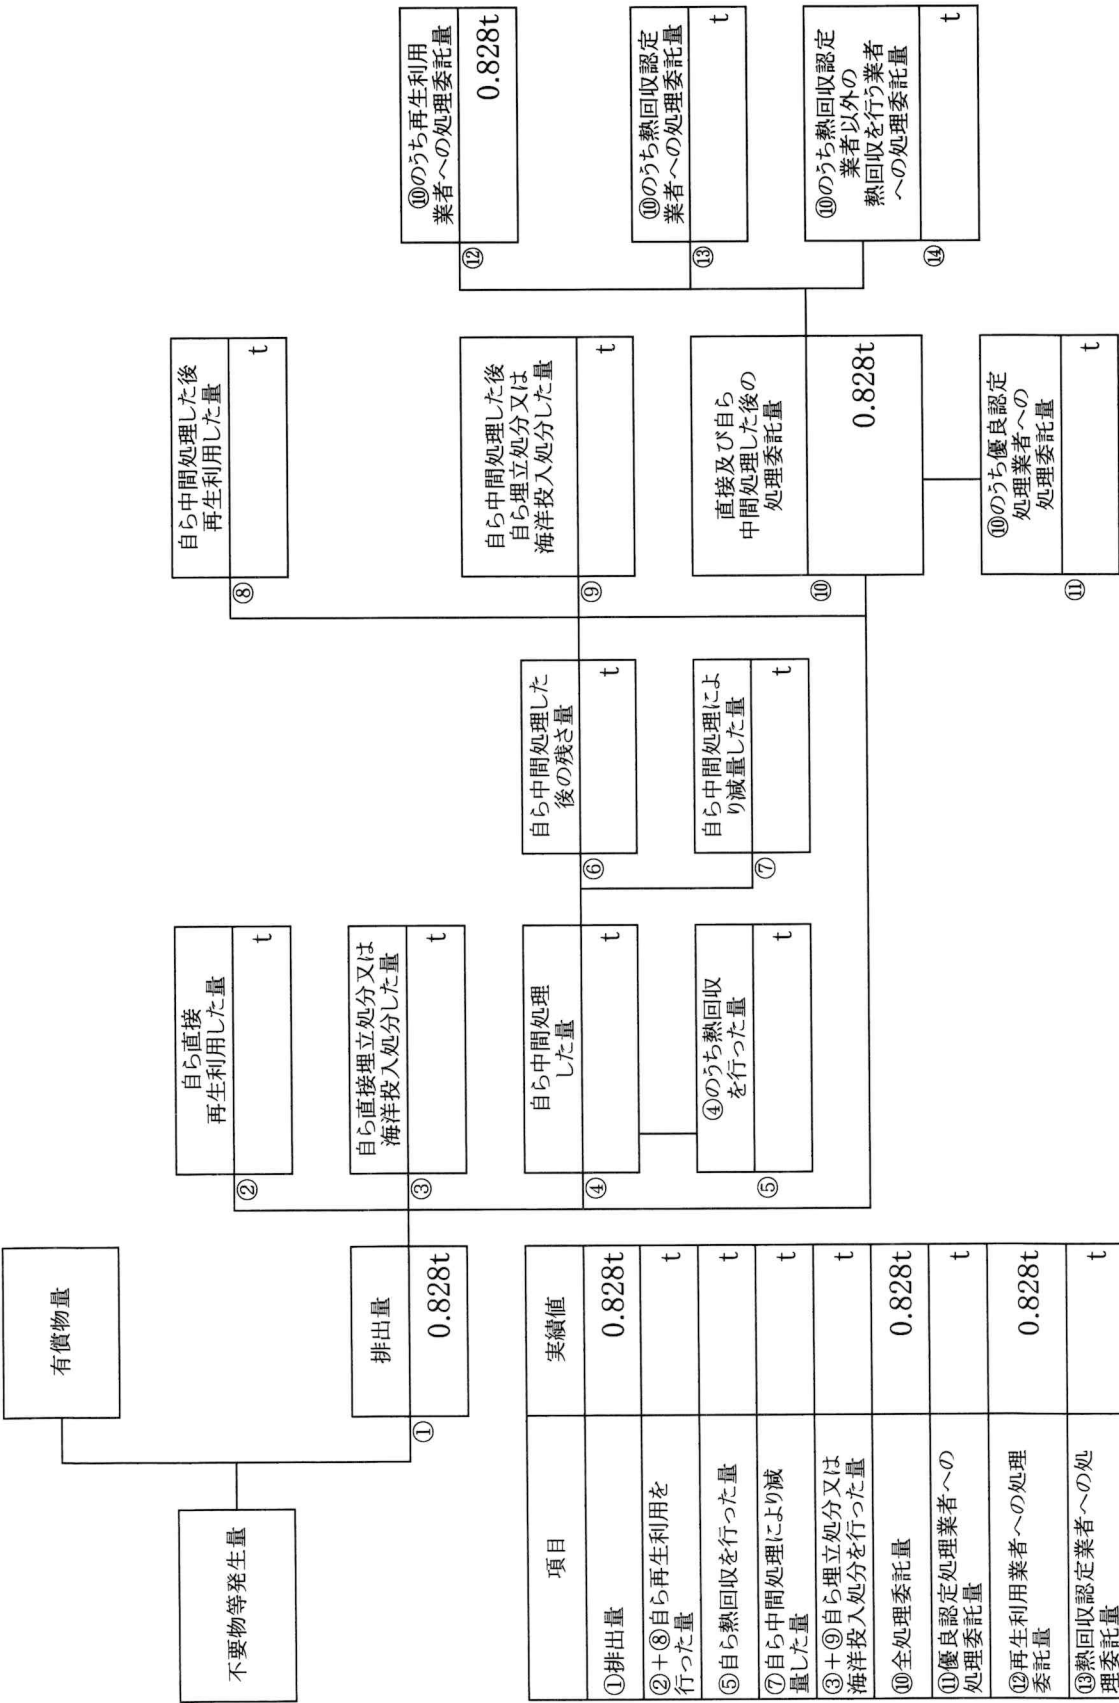 不要物等発生量
有償物量
①
排出量
0.828t
②
自ら直接
再生利用した量
t
③
自ら直接埋立処分又は
海洋投入処分した量
t
④
自ら中間処理
した量
t
⑤
④のうち熱回収
を行った量
t
⑥
自ら中間処理した
後の残さ量
t
⑦
自ら中間処理によ
り減量した量
t
⑧
自ら中間処理した後
再生利用した量
t
⑨
自ら中間処理した後
自ら埋立処分又は
海洋投入処分した量
t
⑩
直接及び自ら
中間処理した後の
処理委託量
0.828t
⑪
⑩のうち優良認定
処理業者への
処理委託量
t
⑫
⑩のうち再生利用
業者への処理委託量
0.828t
⑬
⑩のうち熱回収認定
業者への処理委託量
t
⑭
⑩のうち熱回収認定
業者以外の
熱回収を行う業者
への処理委託量
t
項目 実績値
①排出量 0.828t
②+⑧自ら再生利用を
行った量 t
⑤自ら熱回収を行った量 t
⑦自ら中間処理により減
量した量 t
③+⑨自ら埋立処分又は
海洋投入処分を行った量 t
⑩全処理委託量 0.828t
⑪優良認定処理業者への
処理委託量 t
⑫再生利用業者への処理
委託量 0.828t
⑬熱回収認定業者への処
理委託量 t